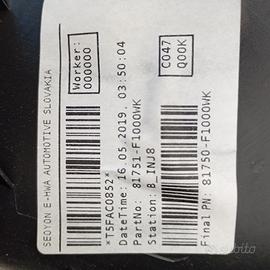 SEOYON E-HWA AUTOMOTIVE SLOVAKIA
Worker:
000000
C047
Q00K
*T5FAC0852*
DateTime: 16.05.2019. 03:50:04
PartNo: 81751-F1000WK
Station: B_INJ8
Final PN: 81750-F1000WK
subito